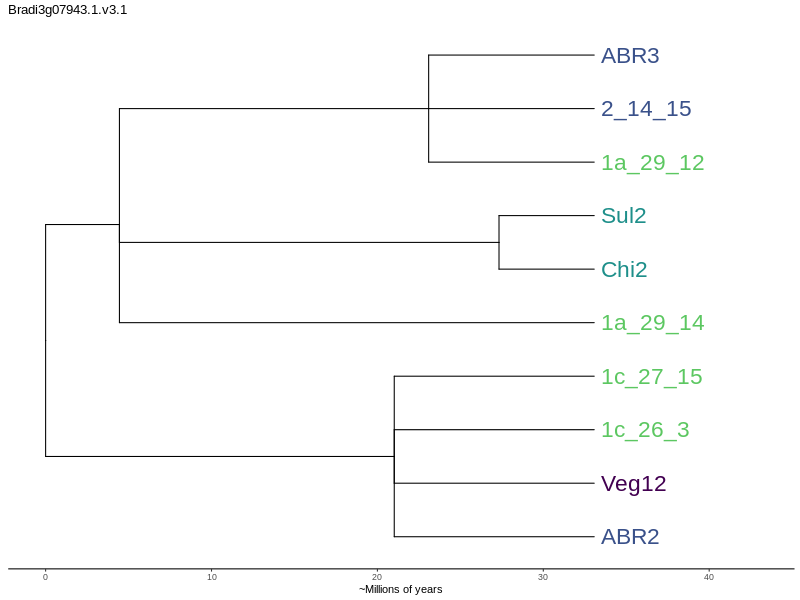 Bradi3g07943.1.v3.1
ABR3
2_14_15
1a_29_12
Sul2
Chi2
1a_29_14
1c_27_15
1c_26_3
Veg12
ABR2
0 10 20 30 40
~Millions of years